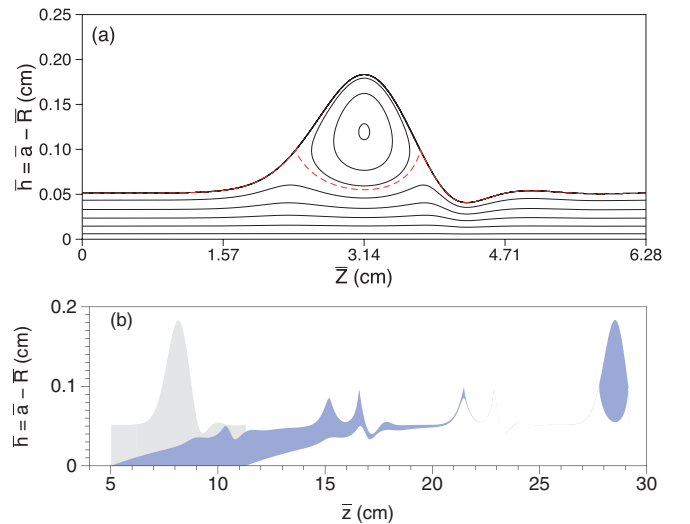 (a)
h̅ = a̅ − R̅ (cm)
0.25
0.20
0.15
0.10
0.05
0
0 1.57 3.14 4.71 6.28
Z̅ (cm)
(b)
h̅ = a̅ − R̅ (cm)
0.2
0.1
0
5 10 15 20 25 30
z̅ (cm)